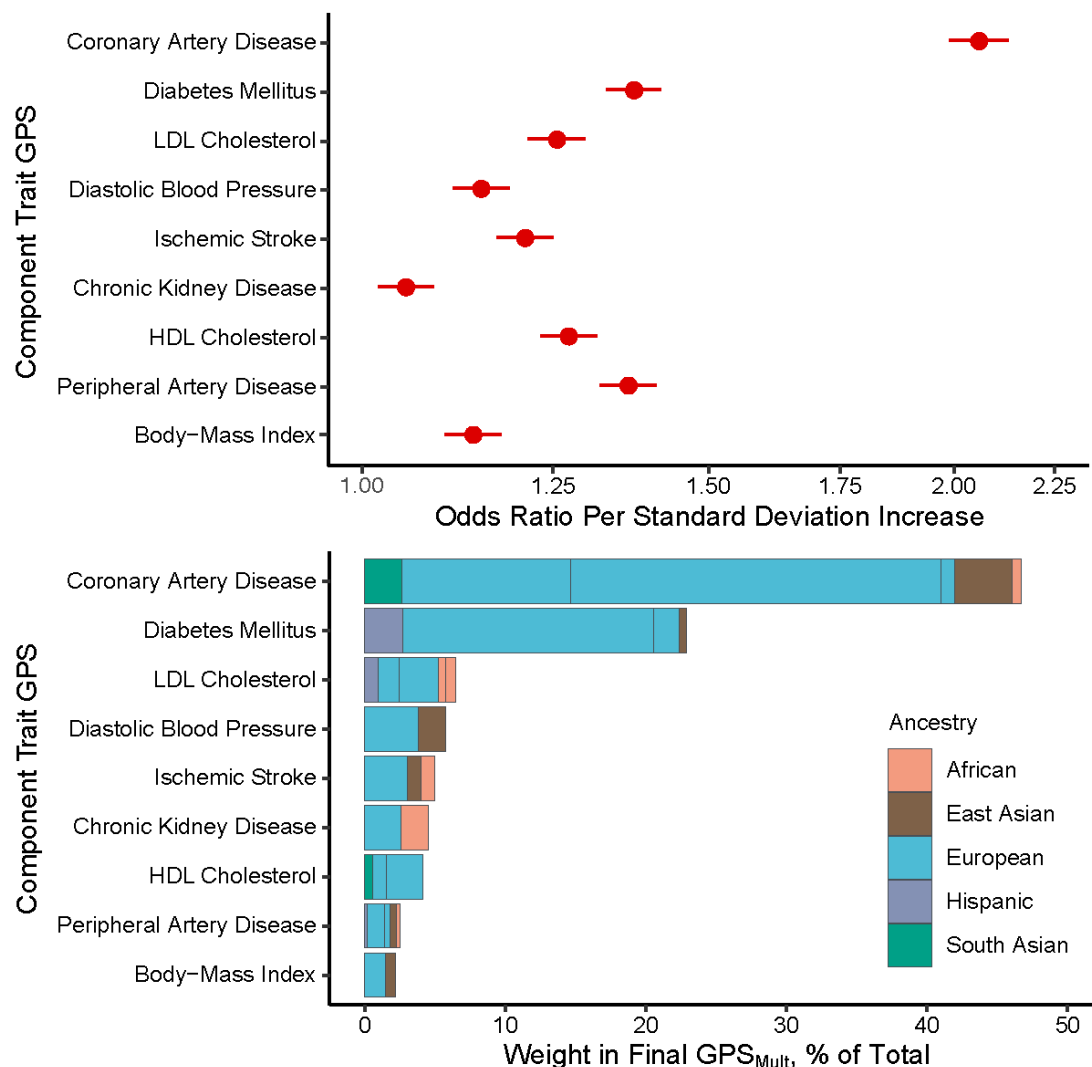 Component Trait GPS
Coronary Artery Disease
Diabetes Mellitus
LDL Cholesterol
Diastolic Blood Pressure
Ischemic Stroke
Chronic Kidney Disease
HDL Cholesterol
Peripheral Artery Disease
Body−Mass Index
1.00 1.25 1.50 1.75 2.00 2.25
Odds Ratio Per Standard Deviation Increase
Component Trait GPS
Coronary Artery Disease
Diabetes Mellitus
LDL Cholesterol
Diastolic Blood Pressure
Ischemic Stroke
Chronic Kidney Disease
HDL Cholesterol
Peripheral Artery Disease
Body−Mass Index
Ancestry
African
East Asian
European
Hispanic
South Asian
0 10 20 30 40 50
Weight in Final GPSMult, % of Total